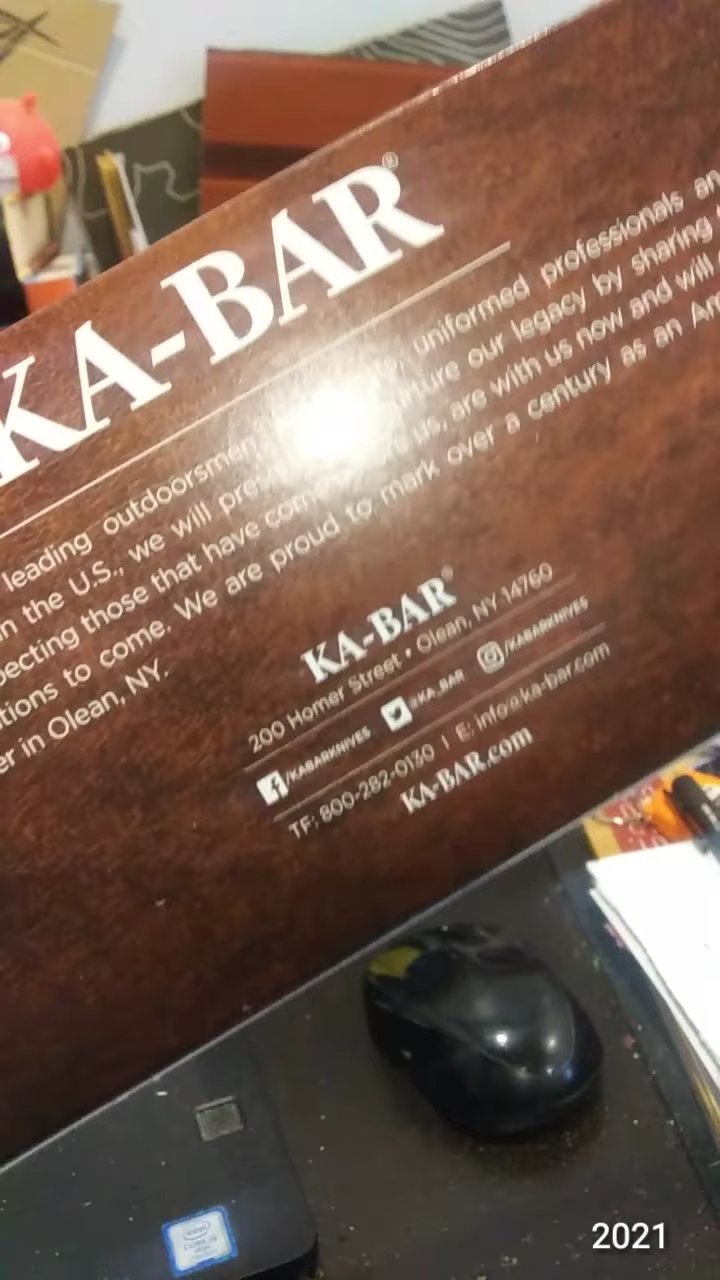 KA-BAR®
leading outdoorsmen uniformed professionals an
in the U.S., we will our legacy by sharing
pecting those that have us, are with us now and will
tions to come. We are proud to mark over a century as an Am
er in Olean, NY.
KA-BAR®
200 Homer Street • Olean, NY 14760
/KABARKNIVES @KA_BAR /KABARKNIVES
TF: 800-282-0130 | E: info@ka-bar.com
KA-BAR.com
intel
2021